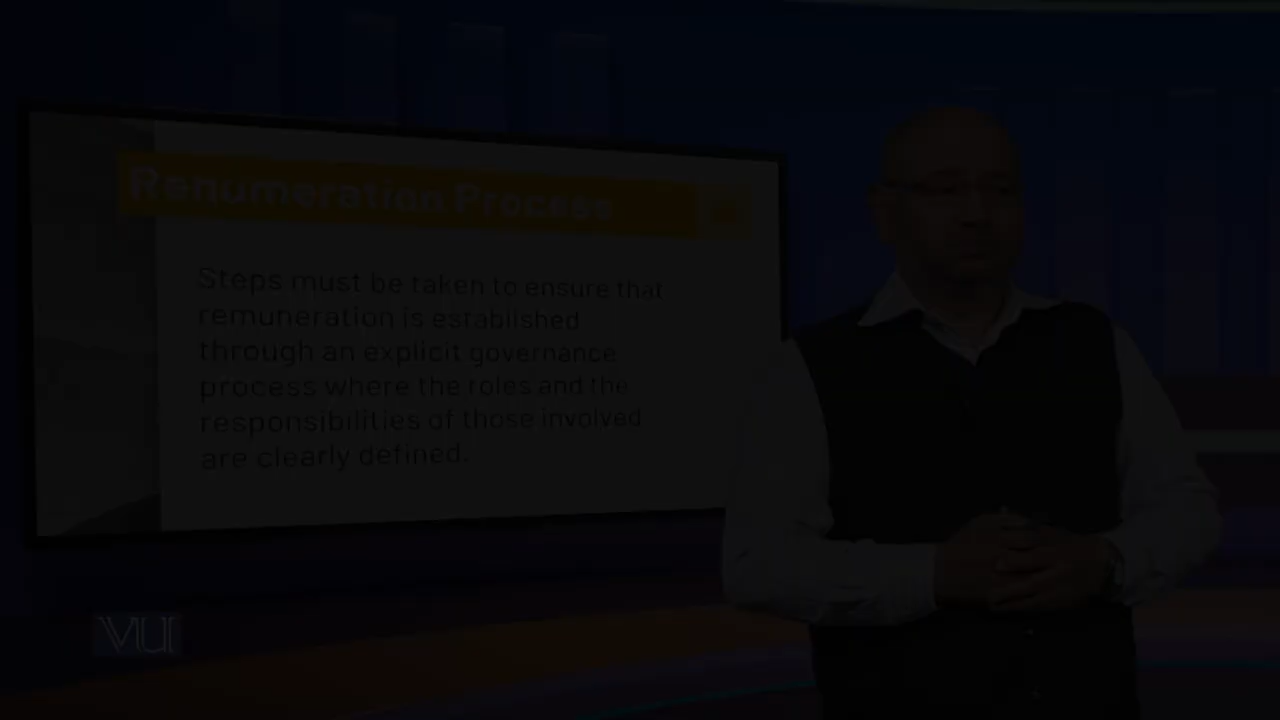 Renumeration Process
Steps must be taken to ensure that
remuneration is established
through an explicit governance
process where the roles and the
responsibilities of those involved
are clearly defined.
VU